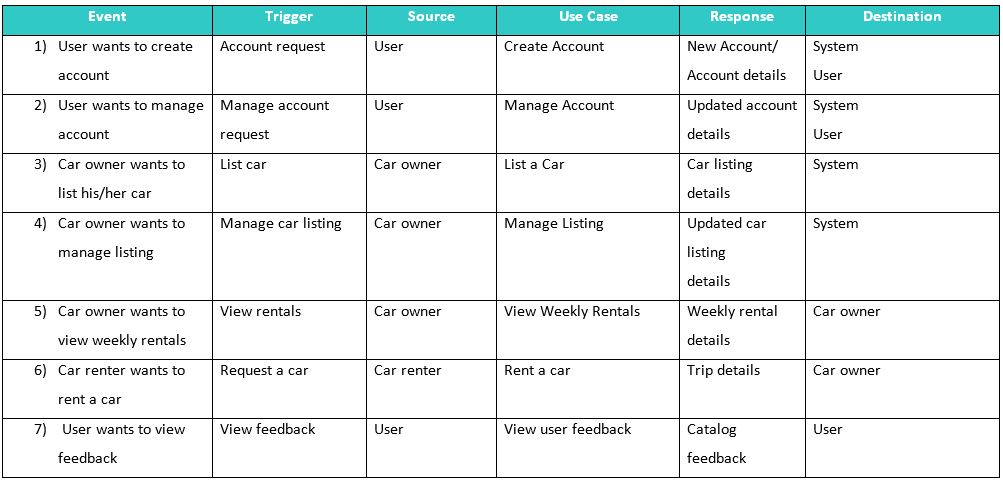 Event Trigger Source Use Case Response Destination
1) User wants to create Account request User Create Account New Account/ System
account Account details User
2) User wants to manage Manage account User Manage Account Updated account System
account request details User
3) Car owner wants to List car Car owner List a Car Car listing System
list his/her car details
4) Car owner wants to Manage car listing Car owner Manage Listing Updated car System
manage listing listing
details
5) Car owner wants to View rentals Car owner View Weekly Rentals Weekly rental Car owner
view weekly rentals details
6) Car renter wants to Request a car Car renter Rent a car Trip details Car owner
rent a car
7) User wants to view View feedback User View user feedback Catalog User
feedback feedback